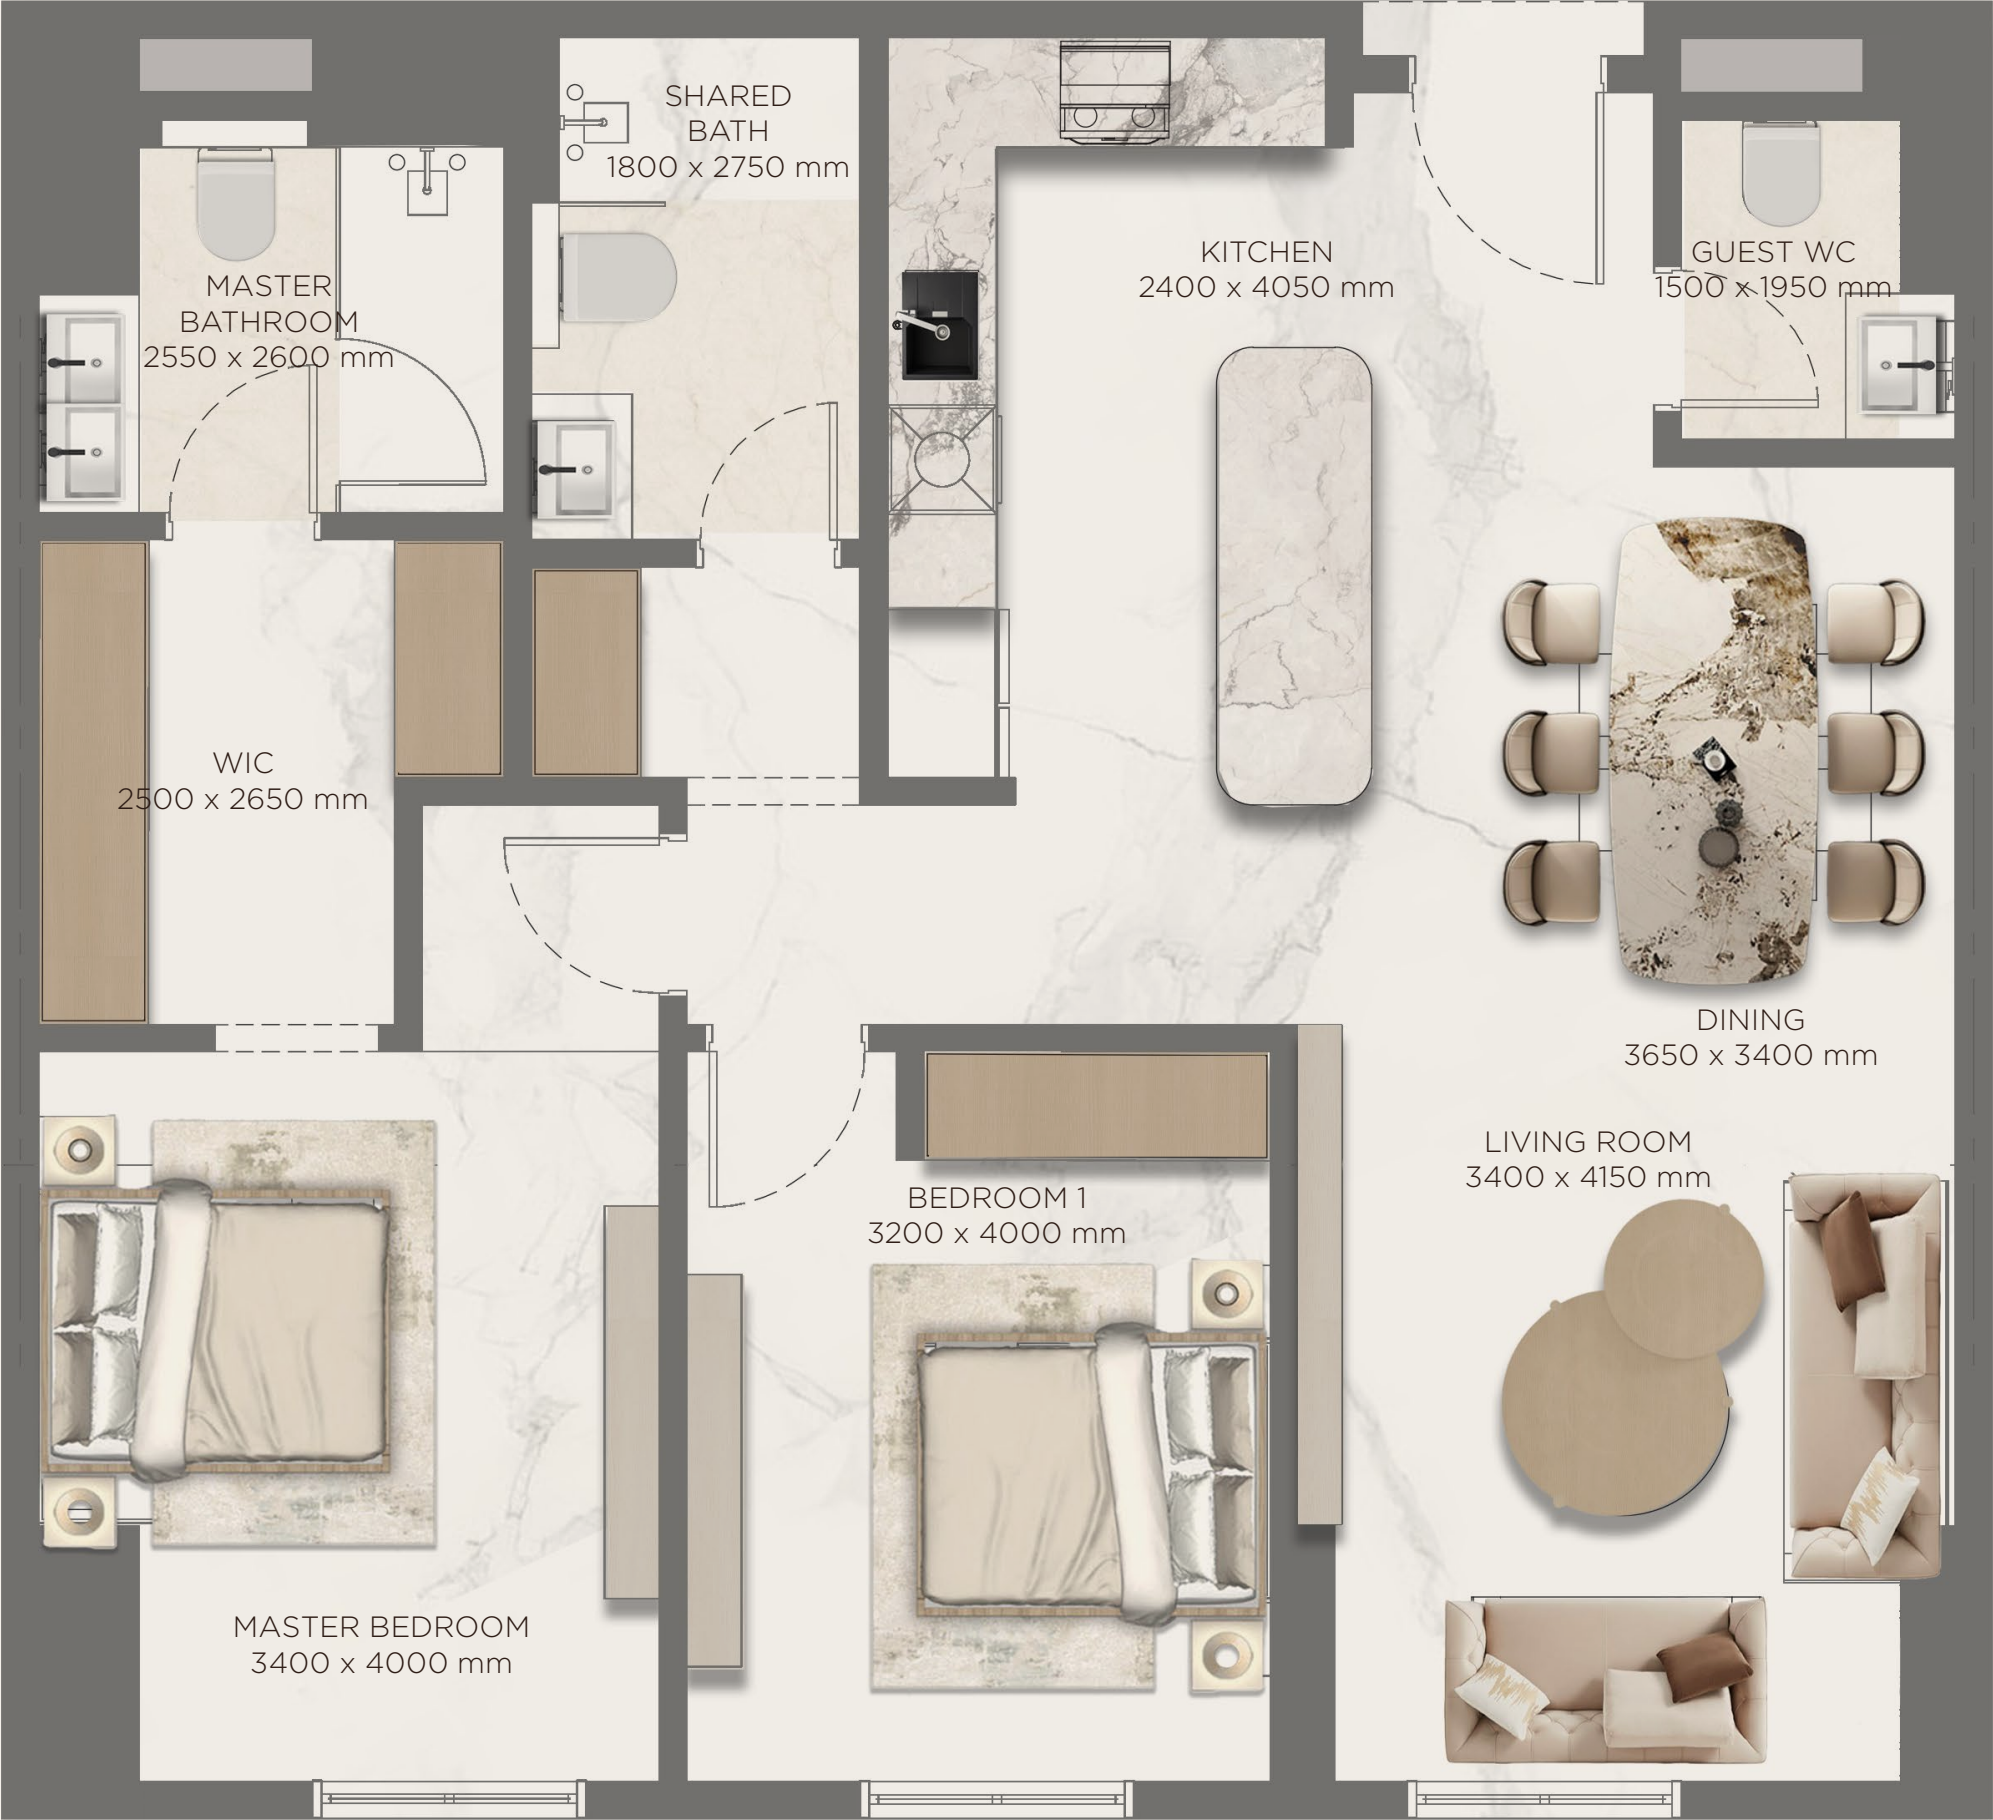 SHARED
BATH
1800 x 2750 mm
MASTER
BATHROOM
2550 x 2600 mm
KITCHEN
2400 x 4050 mm
GUEST WC
1500 x 1950 mm
WIC
2500 x 2650 mm
DINING
3650 x 3400 mm
LIVING ROOM
3400 x 4150 mm
BEDROOM 1
3200 x 4000 mm
MASTER BEDROOM
3400 x 4000 mm